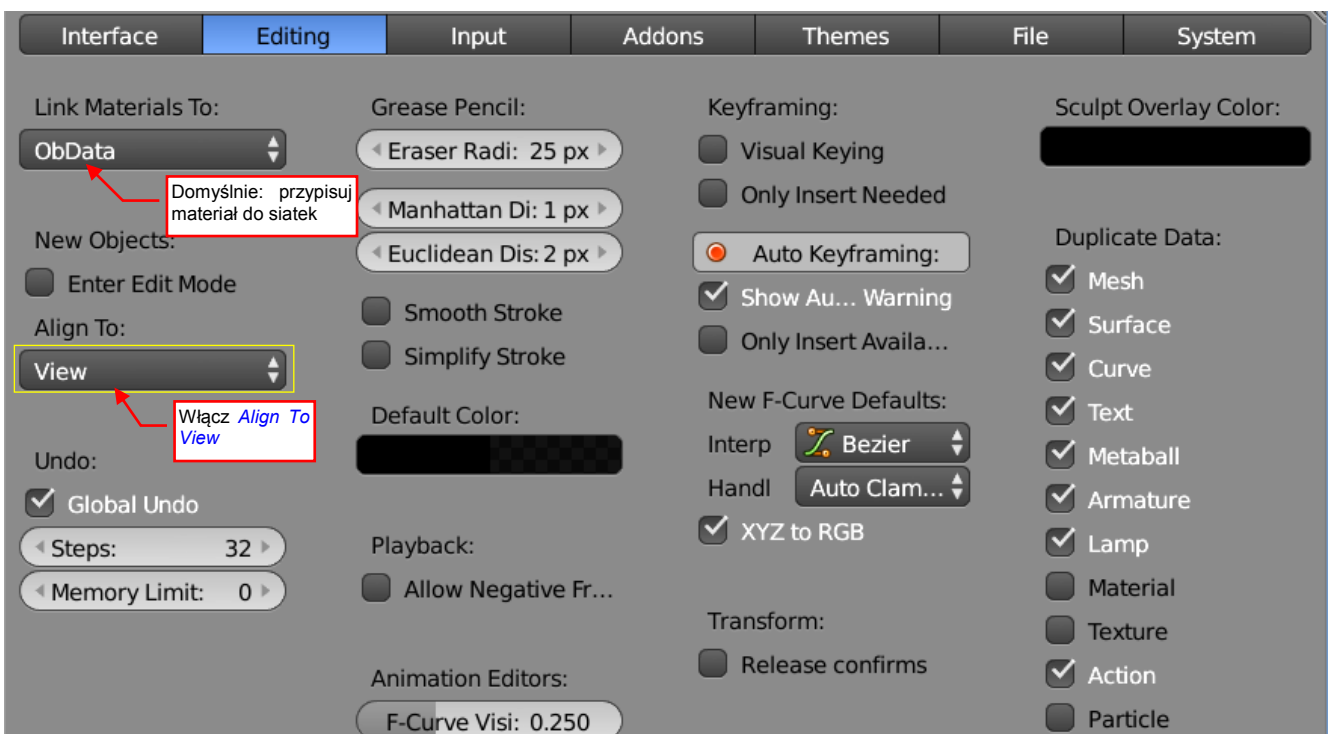 Interface Editing Input Addons Themes File System
Link Materials To:
ObData
Domyślnie: przypisuj
materiał do siatek
New Objects:
Enter Edit Mode
Align To:
View
Włącz Align To
View
Undo:
Global Undo
Steps: 32
Memory Limit: 0
Grease Pencil:
Eraser Radi: 25 px
Manhattan Di: 1 px
Euclidean Dis: 2 px
Smooth Stroke
Simplify Stroke
Default Color:
Playback:
Allow Negative Fr...
Animation Editors:
F-Curve Visi: 0.250
Keyframing:
Visual Keying
Only Insert Needed
Auto Keyframing:
Show Au... Warning
Only Insert Availa...
New F-Curve Defaults:
Interp Bezier
Handl Auto Clam...
XYZ to RGB
Transform:
Release confirms
Sculpt Overlay Color:
Duplicate Data:
Mesh
Surface
Curve
Text
Metaball
Armature
Lamp
Material
Texture
Action
Particle